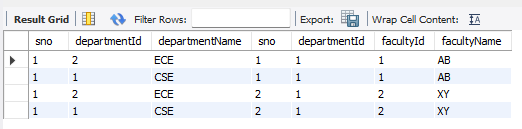 Result Grid Filter Rows: Export: Wrap Cell Content: IA
sno departmentId departmentName sno departmentId facultyId facultyName
1 2 ECE 1 1 1 AB
1 1 CSE 1 1 1 AB
1 2 ECE 2 1 2 XY
1 1 CSE 2 1 2 XY